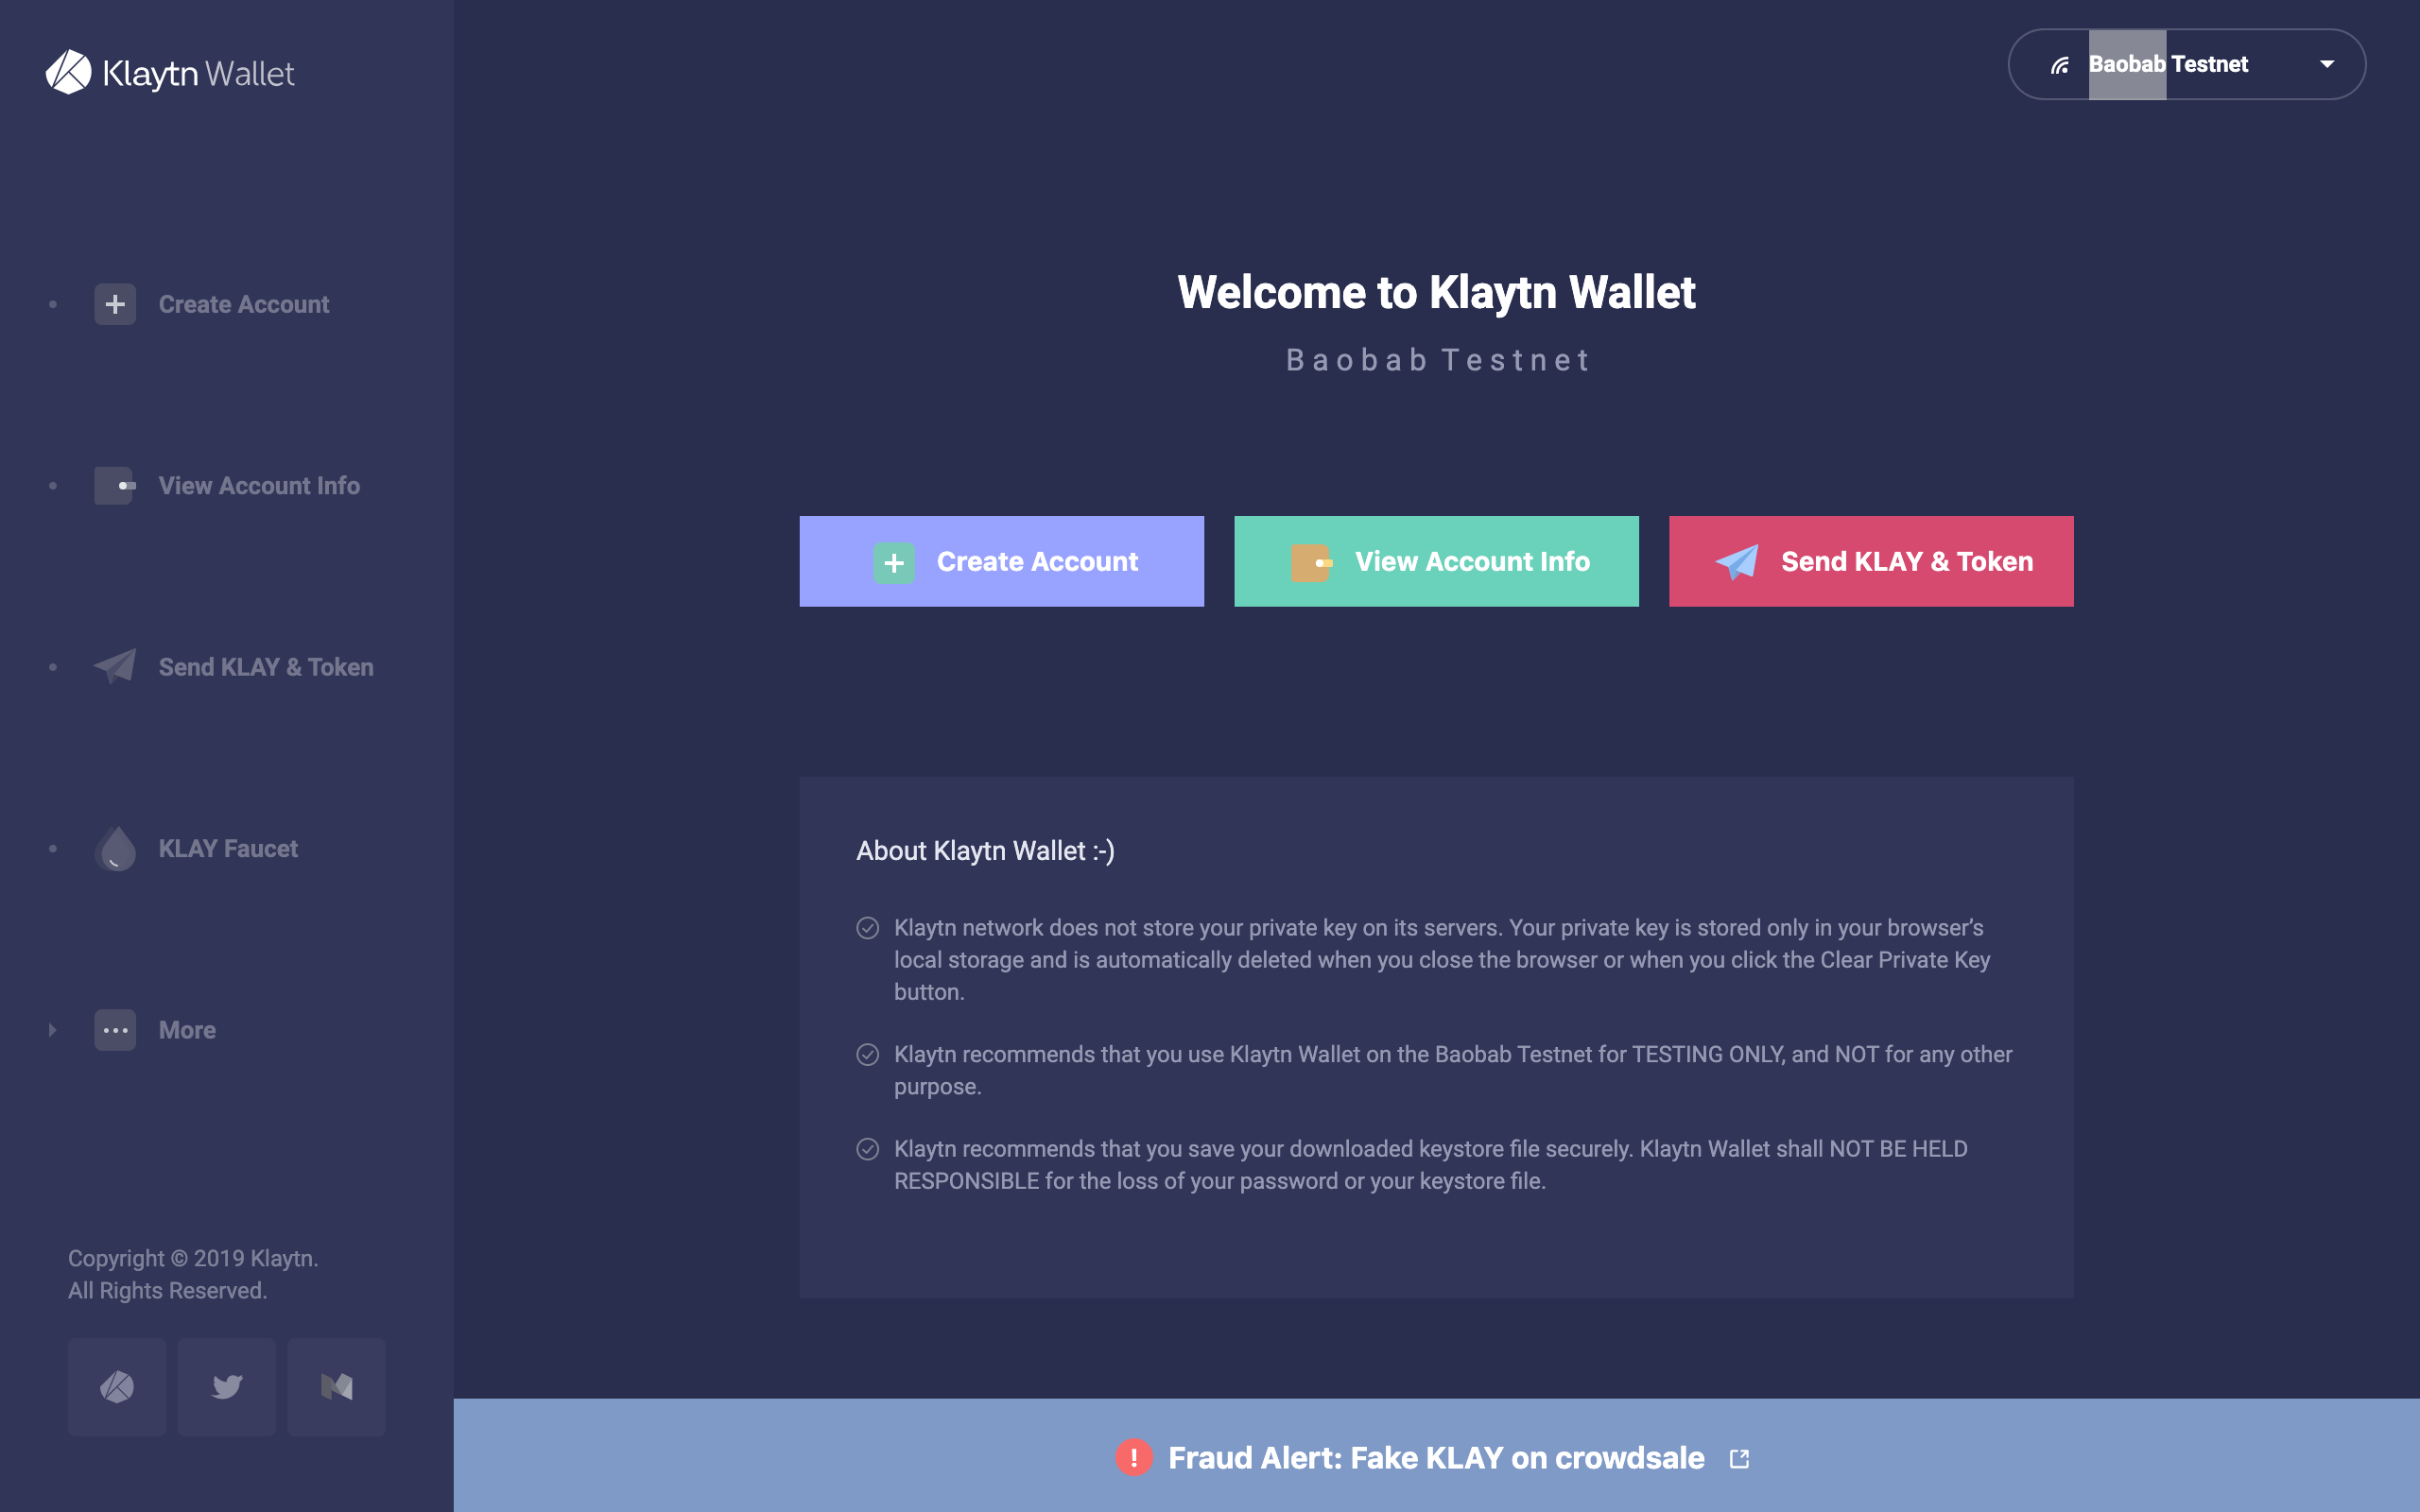 Klaytn Wallet
Baobab Testnet
Create Account
View Account Info
Send KLAY & Token
KLAY Faucet
More
Copyright © 2019 Klaytn.
All Rights Reserved.
Welcome to Klaytn Wallet
Baobab Testnet
Create Account
View Account Info
Send KLAY & Token
About Klaytn Wallet :-)
Klaytn network does not store your private key on its servers. Your private key is stored only in your browser’s
local storage and is automatically deleted when you close the browser or when you click the Clear Private Key
button.
Klaytn recommends that you use Klaytn Wallet on the Baobab Testnet for TESTING ONLY, and NOT for any other
purpose.
Klaytn recommends that you save your downloaded keystore file securely. Klaytn Wallet shall NOT BE HELD
RESPONSIBLE for the loss of your password or your keystore file.
Fraud Alert: Fake KLAY on crowdsale